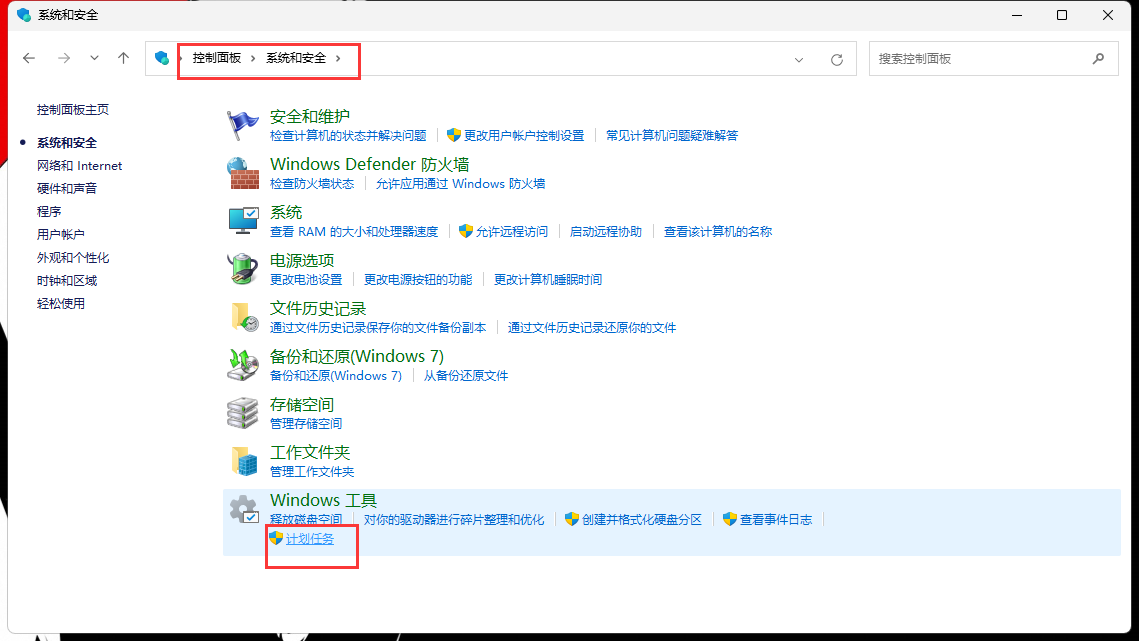 系统和安全
控制面板 › 系统和安全 ›
搜索控制面板
控制面板主页
系统和安全
网络和 Internet
硬件和声音
程序
用户帐户
外观和个性化
时钟和区域
轻松使用
安全和维护
检查计算机的状态并解决问题 更改用户帐户控制设置 常见计算机问题疑难解答
Windows Defender 防火墙
检查防火墙状态 允许应用通过 Windows 防火墙
系统
查看 RAM 的大小和处理器速度 允许远程访问 启动远程协助 查看该计算机的名称
电源选项
更改电池设置 更改电源按钮的功能 更改计算机睡眠时间
文件历史记录
通过文件历史记录保存你的文件备份副本 通过文件历史记录还原你的文件
备份和还原(Windows 7)
备份和还原(Windows 7) 从备份还原文件
存储空间
管理存储空间
工作文件夹
管理工作文件夹
Windows 工具
释放磁盘空间 对你的驱动器进行碎片整理和优化 创建并格式化硬盘分区 查看事件日志
计划任务